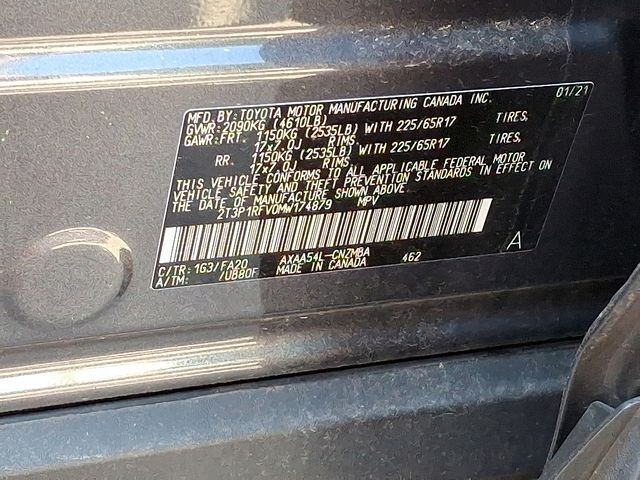 MFD. BY: TOYOTA MOTOR MANUFACTURING CANADA INC. 01/21
GVWR: 2090KG (4610LB)
GAWR: FRT. 1150KG (2535LB) WITH 225/65R17 TIRES,
17x7.0J RIMS
RR. 1150KG (2535LB) WITH 225/65R17 TIRES,
17x7.0J RIMS
THIS VEHICLE CONFORMS TO ALL APPLICABLE FEDERAL MOTOR
VEHICLE SAFETY AND THEFT PREVENTION STANDARDS IN EFFECT ON
THE DATE OF MANUFACTURE SHOWN ABOVE.
2T3P1RFV0MW174879 MPV
C/TR: 1G3/FA20 AXAA54L-CNZMBA 462 A
A/TM: /UB80F MADE IN CANADA